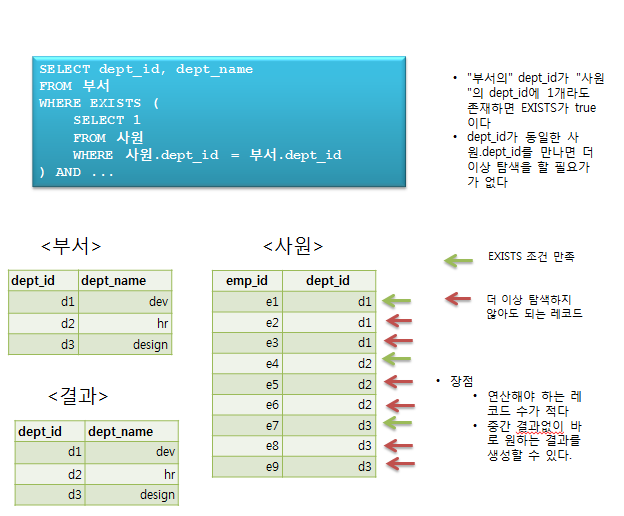 SELECT dept_id, dept_name
FROM 부서
WHERE EXISTS (
SELECT 1
FROM 사원
WHERE 사원.dept_id = 부서.dept_id
) AND ...
• "부서의" dept_id가 "사원
"의 dept_id에 1개라도
존재하면 EXISTS가 true
이다
• dept_id가 동일한 사
원.dept_id를 만나면 더
이상 탐색을 할 필요가
가 없다
<부서>
dept_id dept_name
d1 dev
d2 hr
d3 design
<사원>
emp_id dept_id
e1 d1
e2 d1
e3 d1
e4 d2
e5 d2
e6 d2
e7 d3
e8 d3
e9 d3
EXISTS 조건 만족
더 이상 탐색하지
않아도 되는 레코드
<결과>
dept_id dept_name
d1 dev
d2 hr
d3 design
• 장점
• 연산해야 하는 레
코드 수가 적다
• 중간 결과없이 바
로 원하는 결과를
생성할 수 있다.